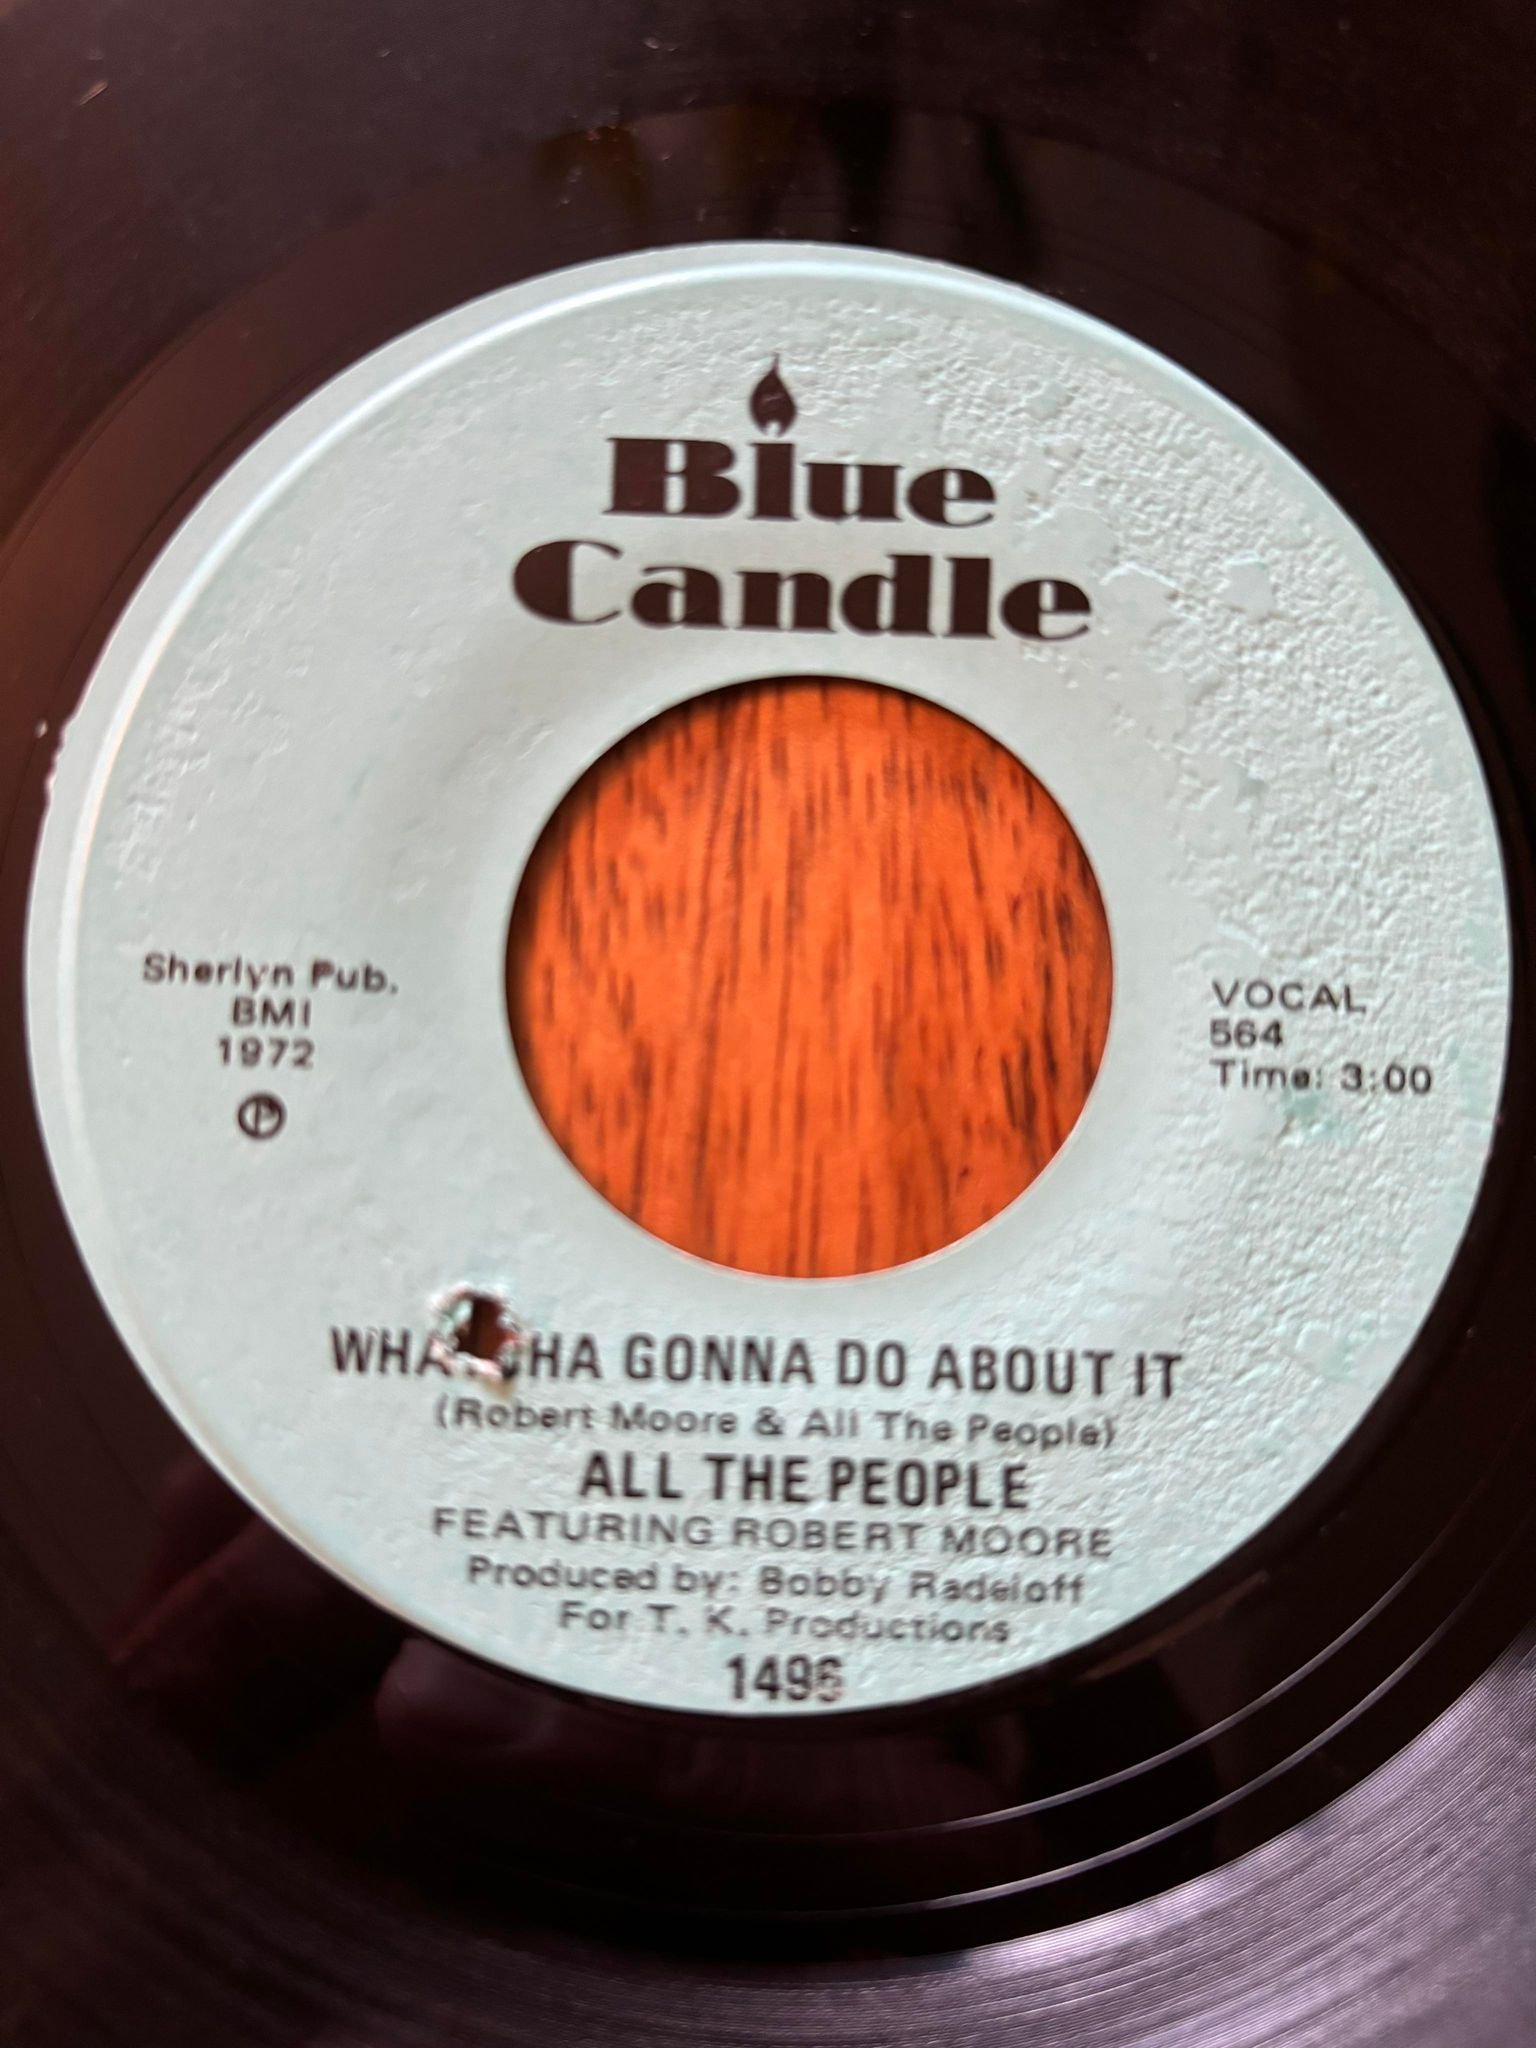 Blue
Candle
Sherlyn Pub.
BMI
1972
℗
VOCAL
564
Time: 3:00
GONNA DO ABOUT IT
(Robert Moore & All The People)
ALL THE PEOPLE
FEATURING ROBERT MOORE
Produced by: Bobby Radeloff
For T. K. Productions
1496